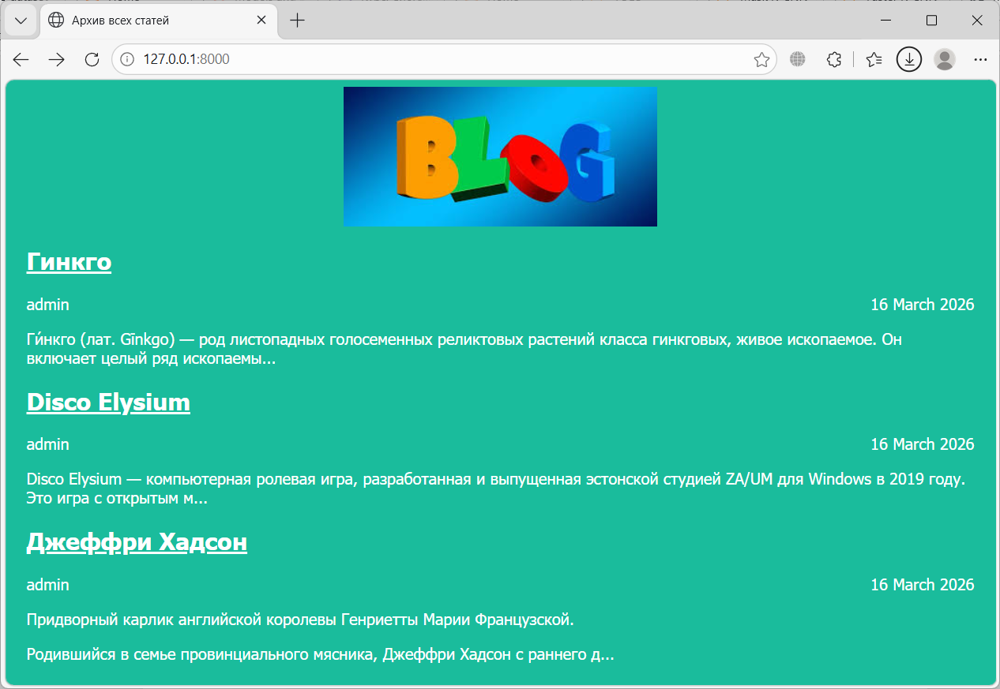 Архив всех статей
127.0.0.1:8000
BLOG
Гинкго
admin
16 March 2026
Ги́нкго (лат. Gīnkgo) — род листопадных голосеменных реликтовых растений класса гинкговых, живое ископаемое. Он
включает целый ряд ископаемы...
Disco Elysium
admin
16 March 2026
Disco Elysium — компьютерная ролевая игра, разработанная и выпущенная эстонской студией ZA/UM для Windows в 2019 году.
Это игра с открытым м...
Джеффри Хадсон
admin
16 March 2026
Придворный карлик английской королевы Генриетты Марии Французской.
Родившийся в семье провинциального мясника, Джеффри Хадсон с раннего д...